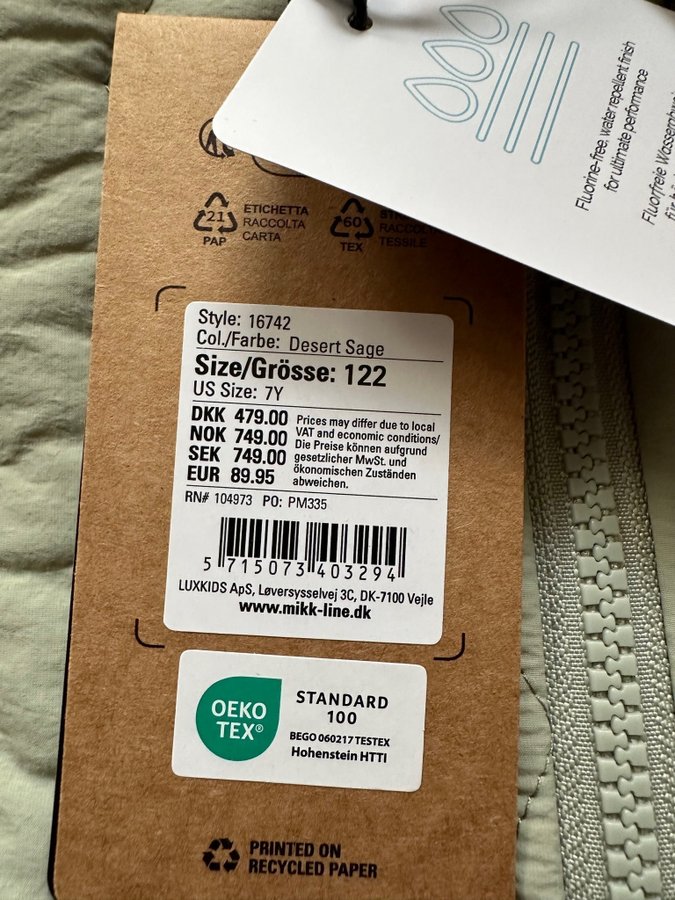 Fluorine-free, water repellent finish
for ultimate performance
21
PAP
ETICHETTA
RACCOLTA
CARTA
60
TEX
RACCOLTA
TESSILE
Style: 16742
Col./Farbe: Desert Sage
Size/Grösse: 122
US Size: 7Y
DKK 479.00
NOK 749.00
SEK 749.00
EUR 89.95
Prices may differ due to local
VAT and economic conditions/
Die Preise können aufgrund
gesetzlicher MwSt. und
ökonomischen Zuständen
abweichen.
RN# 104973 PO: PM335
5 715073 403294
LUXKIDS ApS, Løversysselvej 3C, DK-7100 Vejle
www.mikk-line.dk
OEKO
TEX®
STANDARD
100
BEGO 060217 TESTEX
Hohenstein HTTI
PRINTED ON
RECYCLED PAPER